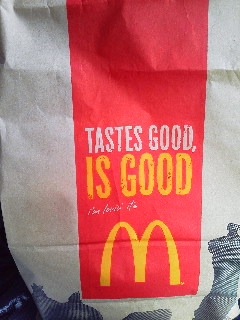 TASTES GOOD,
IS GOOD
i'm lovin' it
M